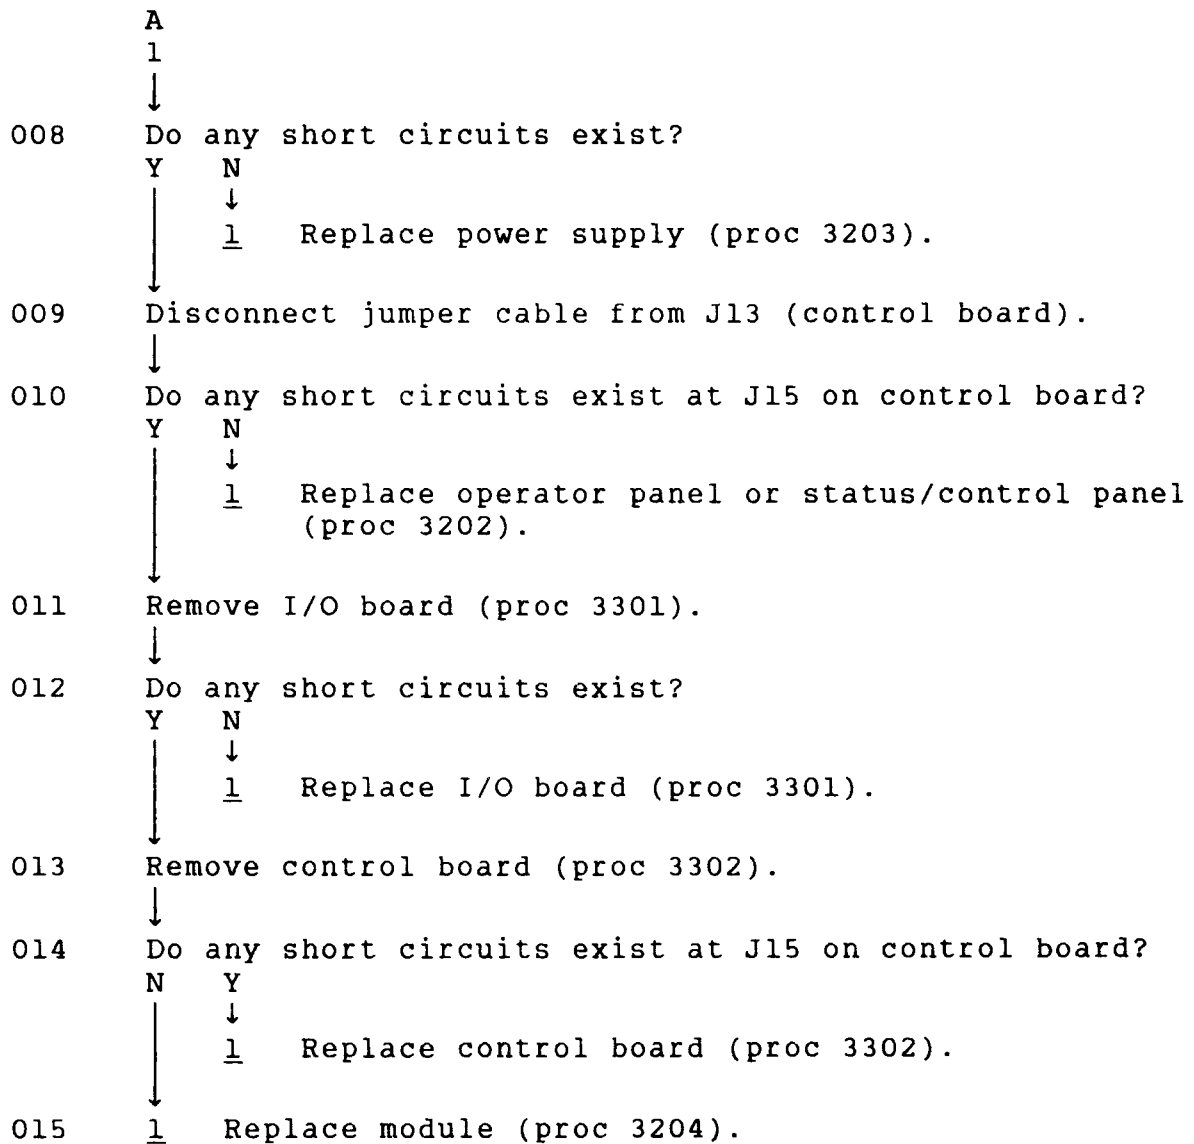 A
1
↓
008 Do any short circuits exist?
Y N
↓
1 Replace power supply (proc 3203).
009 Disconnect jumper cable from J13 (control board).
↓
010 Do any short circuits exist at J15 on control board?
Y N
↓
1 Replace operator panel or status/control panel
(proc 3202).
011 Remove I/O board (proc 3301).
↓
012 Do any short circuits exist?
Y N
↓
1 Replace I/O board (proc 3301).
013 Remove control board (proc 3302).
↓
014 Do any short circuits exist at J15 on control board?
N Y
↓
1 Replace control board (proc 3302).
015 1 Replace module (proc 3204).